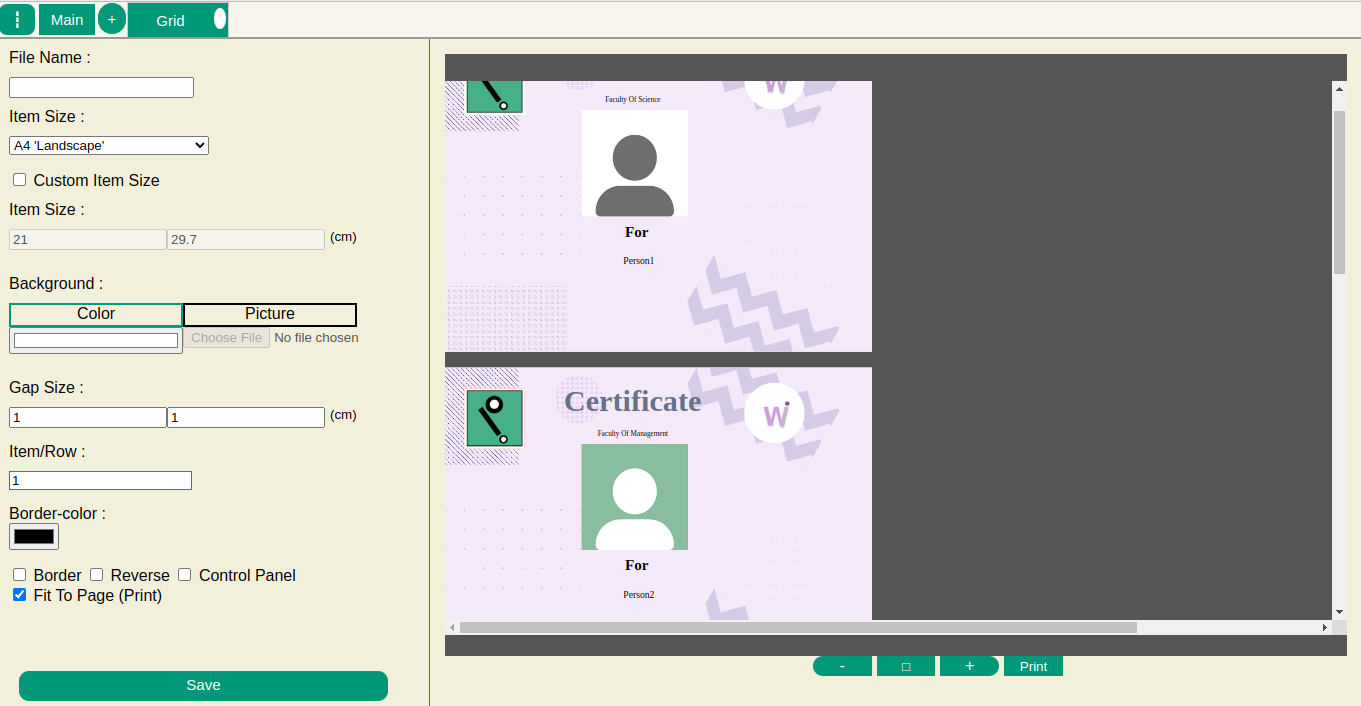 Main
+
Grid
File Name :
Item Size :
A4 'Landscape'
Custom Item Size
Item Size :
21 29.7 (cm)
Background :
Color Picture
Choose File No file chosen
Gap Size :
1 1 (cm)
Item/Row :
1
Border-color :
Border Reverse Control Panel
Fit To Page (Print)
Save
Faculty Of Science
W
For
Person1
Certificate
W
Faculty Of Management
For
Person2
- □ + Print